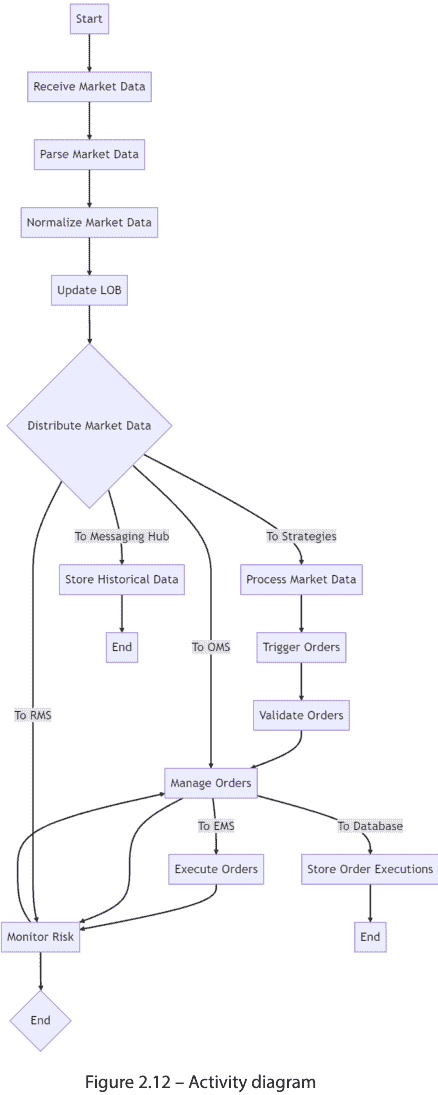 Start
Receive Market Data
Parse Market Data
Normalize Market Data
Update LOB
Distribute Market Data
To Messaging Hub
To Strategies
Store Historical Data
Process Market Data
End
To OMS
Trigger Orders
To RMS
Validate Orders
Manage Orders
To EMS
To Database
Execute Orders
Store Order Executions
Monitor Risk
End
End
Figure 2.12 – Activity diagram